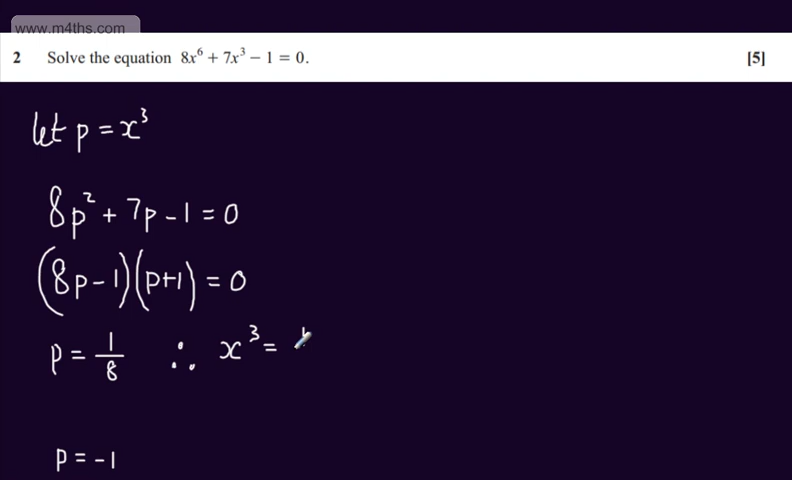 www.m4ths.com
2 Solve the equation 8x⁶ + 7x³ − 1 = 0. [5]
let p = x³
8p² + 7p − 1 = 0
(8p − 1)(p + 1) = 0
p = 1/8 ∴ x³ =
p = −1